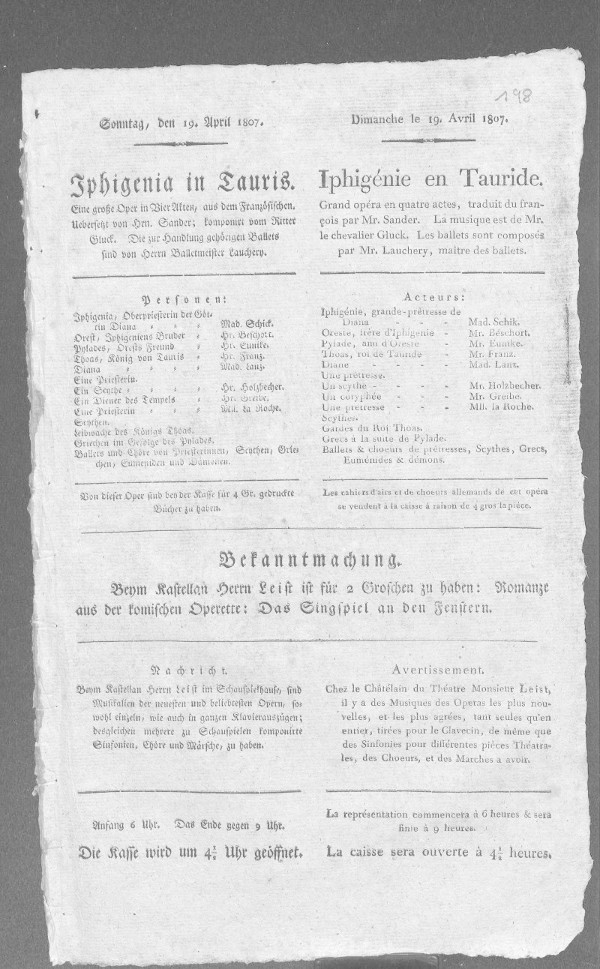 198
Sonntag, den 19. April 1807.
Iphigenia in Tauris.
Eine große Oper in Vier Akten, aus dem Französischen.
Uebersetzt von Hrn. Sander; komponirt vom Ritter
Gluck. Die zur Handlung gehörigen Ballets
sind von Herrn Balletmeister Lauchery.
Personen:
Iphigenia, Oberpriesterin der Göt-
tin Diana - - - Mad. Schick.
Orest, Iphigeniens Bruder - Hr. Beschort.
Pylades, Orests Freund - Hr. Eunike.
Thoas, König von Tauris - Hr. Franz.
Diana - - - - Mad. Lanz.
Eine Priesterin.
Ein Scythe - - - Hr. Holzbecher.
Ein Diener des Tempels - Hr. Greibe.
Eine Priesterin - - Mll. la Roche.
Scythen.
Leibwache des Königs Thoas.
Griechen im Gefolge des Pylades.
Ballets und Chöre von Priesterinnen, Scythen, Grie-
chen, Eumeniden und Dämonen.
Von dieser Oper sind bey der Kasse für 4 Gr. gedruckte
Bücher zu haben.
Dimanche le 19. Avril 1807.
Iphigénie en Tauride.
Grand opéra en quatre actes, traduit du fran-
çois par Mr. Sander. La musique est de Mr.
le chevalier Gluck. Les ballets sont composés
par Mr. Lauchery, maître des ballets.
Acteurs:
Iphigénie, grande-prêtresse de
Diana - - - Mad. Schik.
Oreste, frère d'Iphigénie - Mr. Béschort.
Pylade, ami d'Oreste - Mr. Eunike.
Thoas, roi de Tauride - Mr. Franz.
Diane - - - Mad. Lanz.
Une prêtresse.
Un scythe - - - Mr. Holzbecher.
Un coryphée - - Mr. Greibe.
Une prêtresse - - Mll. la Roche.
Scythes.
Gardes du Roi Thoas.
Grecs à la suite de Pylade.
Ballets & choeurs de prêtresses, Scythes, Grecs,
Euménides & démons.
Les cahiers d'airs et de choeurs allemands de cet opéra
se vendent à la caisse à raison de 4 gros la pièce.
Bekanntmachung.
Beym Kastellan Herrn Leist ist für 2 Groschen zu haben: Romanze
aus der komischen Operette: Das Singspiel an den Fenstern.
Nachricht.
Beym Kastellan Herrn Leist im Schauspielhause, sind
Musikalien der neuesten und beliebtesten Opern, so-
wohl einzeln, wie auch in ganzen Klavierauszügen;
desgleichen mehrere zu Schauspielen komponirte
Sinfonien, Chöre und Märsche, zu haben.
Avertissement.
Chez le Châtelain du Théatre Monsieur Leist,
il y a des Musiques des Operas les plus nou-
velles, et les plus agrées, tant seules qu'en
entier, tirées pour le Clavecin, de même que
des Sinfonies pour différentes piéces Théatra-
les, des Choeurs, et des Marches a avoir.
Anfang 6 Uhr. Das Ende gegen 9 Uhr.
Die Kasse wird um 4½ Uhr geöffnet.
La représentation commencera à 6 heures & sera
finie à 9 heures.
La caisse sera ouverte à 4½ heures.